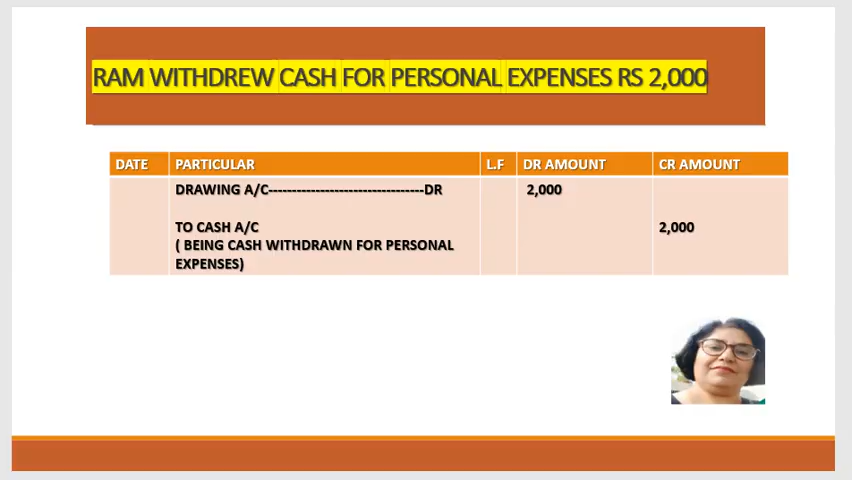 RAM WITHDREW CASH FOR PERSONAL EXPENSES RS 2,000
DATE PARTICULAR L.F DR AMOUNT CR AMOUNT
DRAWING A/C---------------------------------DR 2,000
TO CASH A/C 2,000
( BEING CASH WITHDRAWN FOR PERSONAL
EXPENSES)